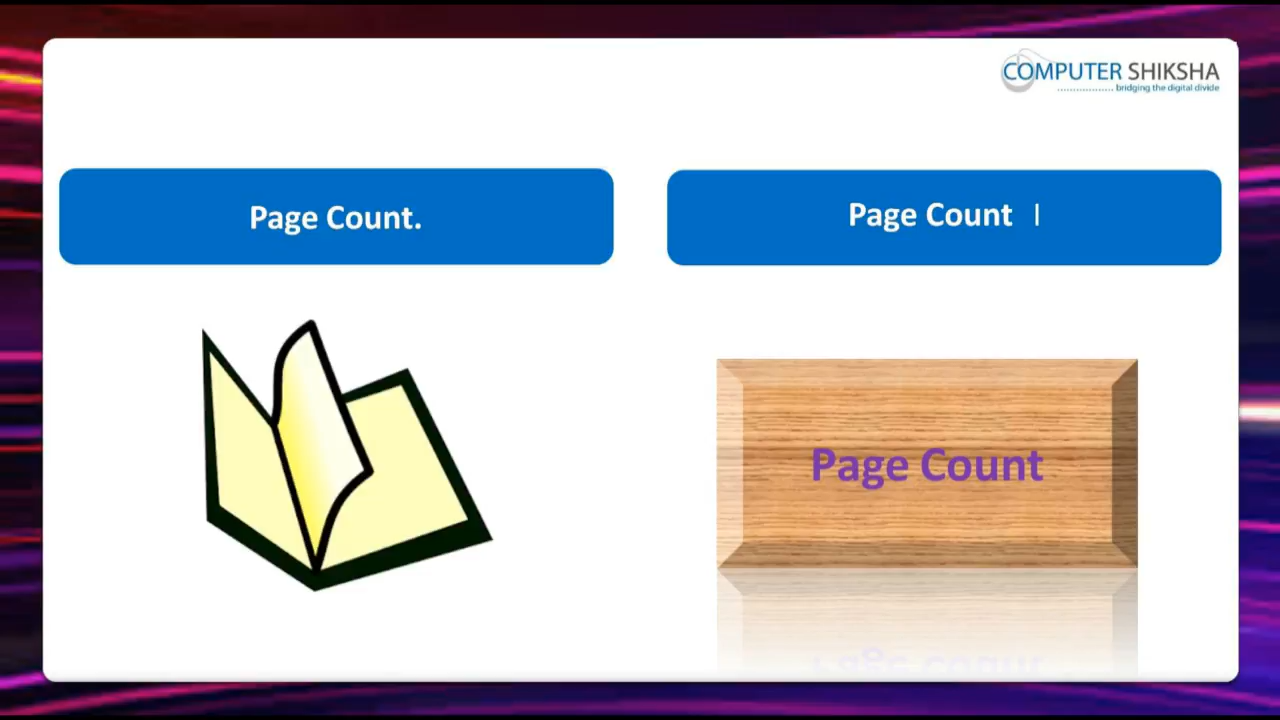 COMPUTER SHIKSHA
bridging the digital divide
Page Count.
Page Count ।
Page Count